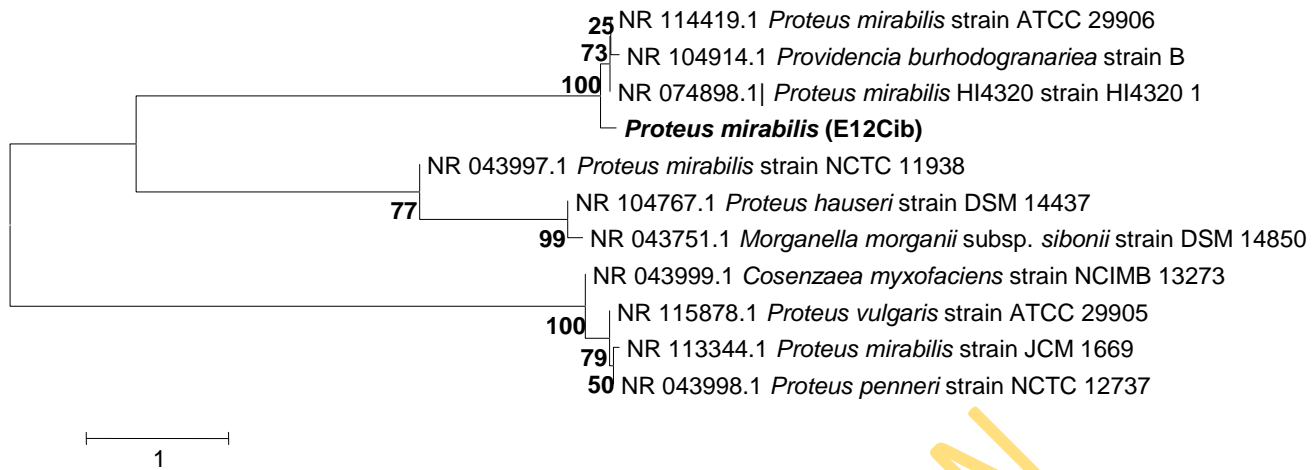 25
NR 114419.1 Proteus mirabilis strain ATCC 29906
73
NR 104914.1 Providencia burhodogranariea strain B
100
NR 074898.1| Proteus mirabilis HI4320 strain HI4320 1
Proteus mirabilis (E12Cib)
NR 043997.1 Proteus mirabilis strain NCTC 11938
77
NR 104767.1 Proteus hauseri strain DSM 14437
99
NR 043751.1 Morganella morganii subsp. sibonii strain DSM 14850
NR 043999.1 Cosenzaea myxofaciens strain NCIMB 13273
100
NR 115878.1 Proteus vulgaris strain ATCC 29905
79
NR 113344.1 Proteus mirabilis strain JCM 1669
50
NR 043998.1 Proteus penneri strain NCTC 12737
1